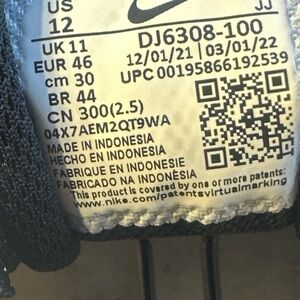 US
12
JJ
UK 11
DJ6308-100
EUR 46
12/01/21 | 03/01/22
cm 30
UPC 00195866192539
BR 44
CN 300(2.5)
04X7AEM2QT9WA
MADE IN INDONESIA
HECHO EN INDONESIA
FABRIQUE EN INDONESIE
FABRICADO NA INDONÉSIA
This product is covered by one or more patents:
www.nike.com/patentsvirtualmarking